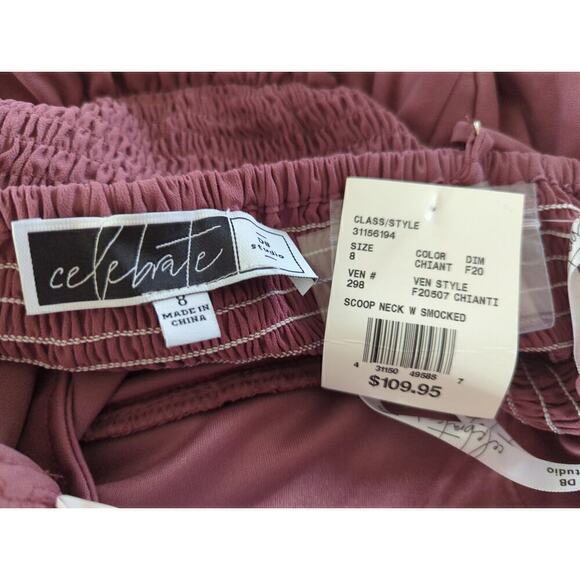 celebrate
DB
studio
8
MADE IN
CHINA
CLASS/STYLE
31156194
SIZE COLOR DIM
8 CHIANT F20
VEN # VEN STYLE
298 F20507 CHIANTI
SCOOP NECK W SMOCKED
4 31150 49585 7
$109.95
celebrate
DB
studio